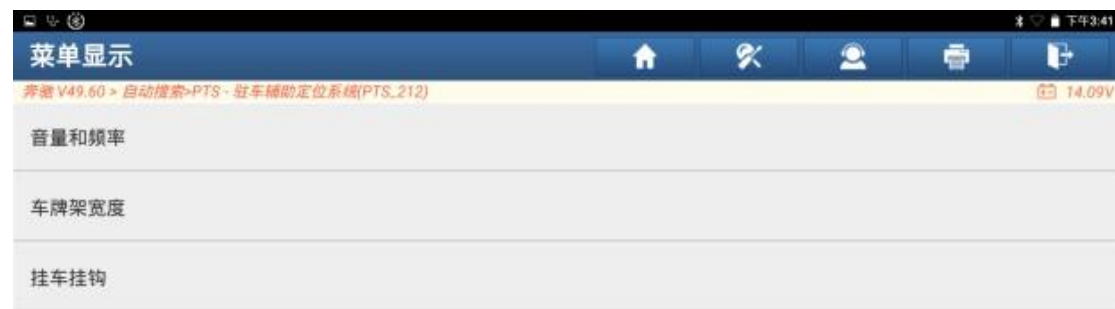 下午3:41
菜单显示
奔驰 V49.60 > 自动搜索>PTS - 驻车辅助定位系统(PTS_212)
14.09V
音量和频率
车牌架宽度
挂车挂钩